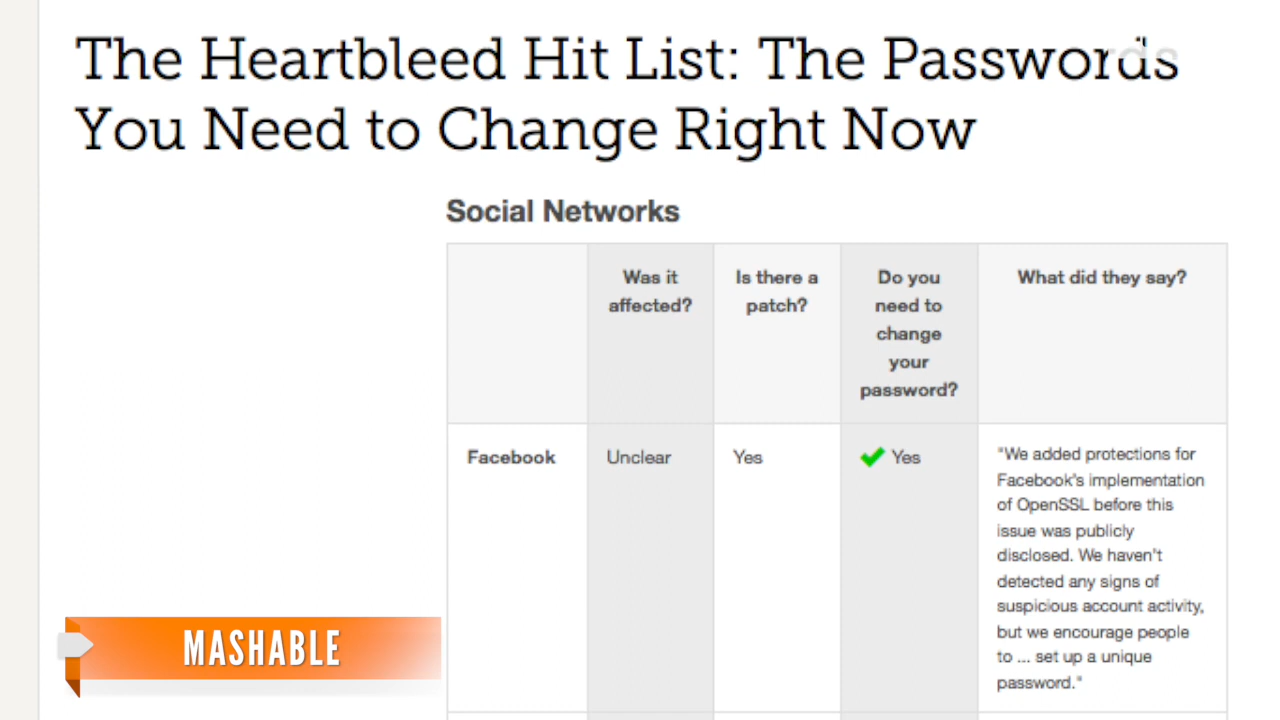 The Heartbleed Hit List: The Passwords
You Need to Change Right Now
Social Networks
Was it
affected?
Is there a
patch?
Do you
need to
change
your
password?
What did they say?
Facebook
Unclear
Yes
Yes
"We added protections for
Facebook's implementation
of OpenSSL before this
issue was publicly
disclosed. We haven't
detected any signs of
suspicious account activity,
but we encourage people
to ... set up a unique
password."
MASHABLE